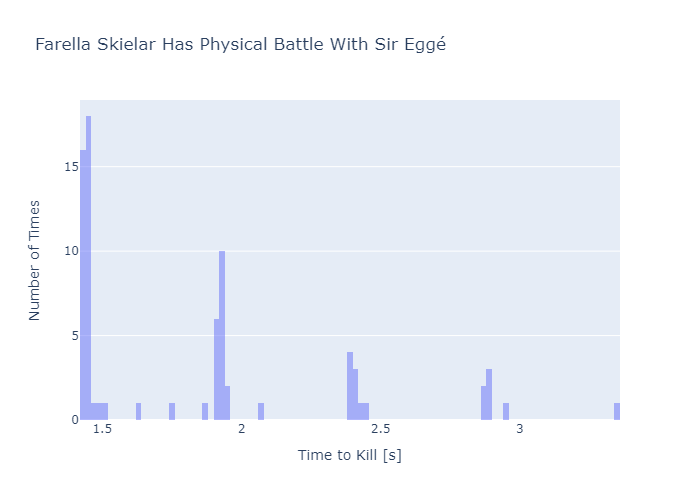 Farella Skielar Has Physical Battle With Sir Eggé
Number of Times
15
10
5
0
1.5 2 2.5 3
Time to Kill [s]